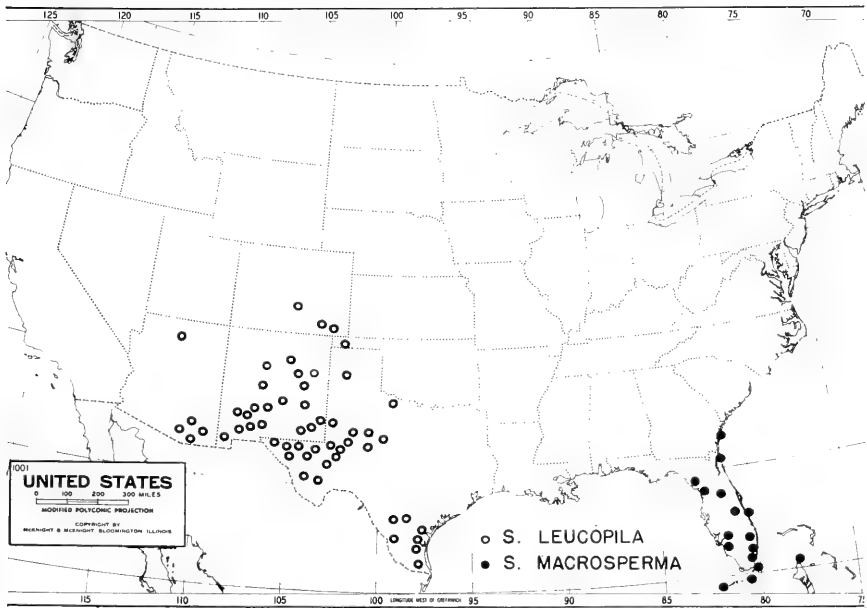 125 120 115 110 105 100 95 90 85 80 75 70
1001
UNITED STATES
0 100 200 300 MILES
MODIFIED POLYCONIC PROJECTION
COPYRIGHT BY
McKNIGHT & McKNIGHT BLOOMINGTON ILLINOIS
S. LEUCOPILA
S. MACROSPERMA
115 110 105 100 LONGITUDE WEST OF GREENWICH 95 90 85 80 75